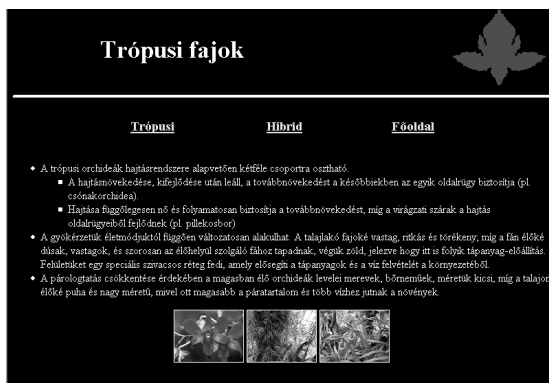 Trópusi fajok
Trópusi Hibrid Főoldal
A trópusi orchideák hajtásrendszere alapvetően kétféle csoportra osztható.
A hajtásnövekedése, kifejlődése után leáll, a továbbnövekedést a későbbiekben az egyik oldalrügy biztosítja (pl.
csónakorchidea).
Hajtása függőlegesen nő és folyamatosan biztosítja a továbbnövekedést, míg a virágzati szárak a hajtás
oldalrügyeiből fejlődnek (pl. pillekosbor)
A gyökérzetük életmódjuktól függően változatosan alakulhat. A talajlakó fajoké vastag, ritkás és törékeny, míg a fán élőké
dúsak, vastagok, és szorosan az élőhelyül szolgáló fához tapadnak, végük zöld, jelezve hogy itt is folyik tápanyag-előállítás.
Felületüket egy speciális szivacsos réteg fedi, amely elősegíti a tápanyagok és a víz felvételét a környezetéből.
A párologtatás csökkentése érdekében a magasban élő orchideák levelei merevek, bőrneműek, méretük kicsi, míg a talajon
élőké puha és nagy méretű, mivel ott magasabb a páratartalom és több vízhez jutnak a növények.